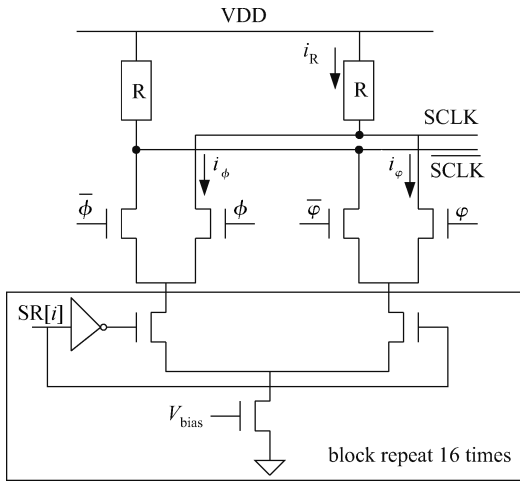 VDD
i_R
R
R
SCLK
S̅C̅L̅K̅
i_ϕ
i_φ
ϕ̅
ϕ
φ̅
φ
SR[i]
V_bias
block repeat 16 times